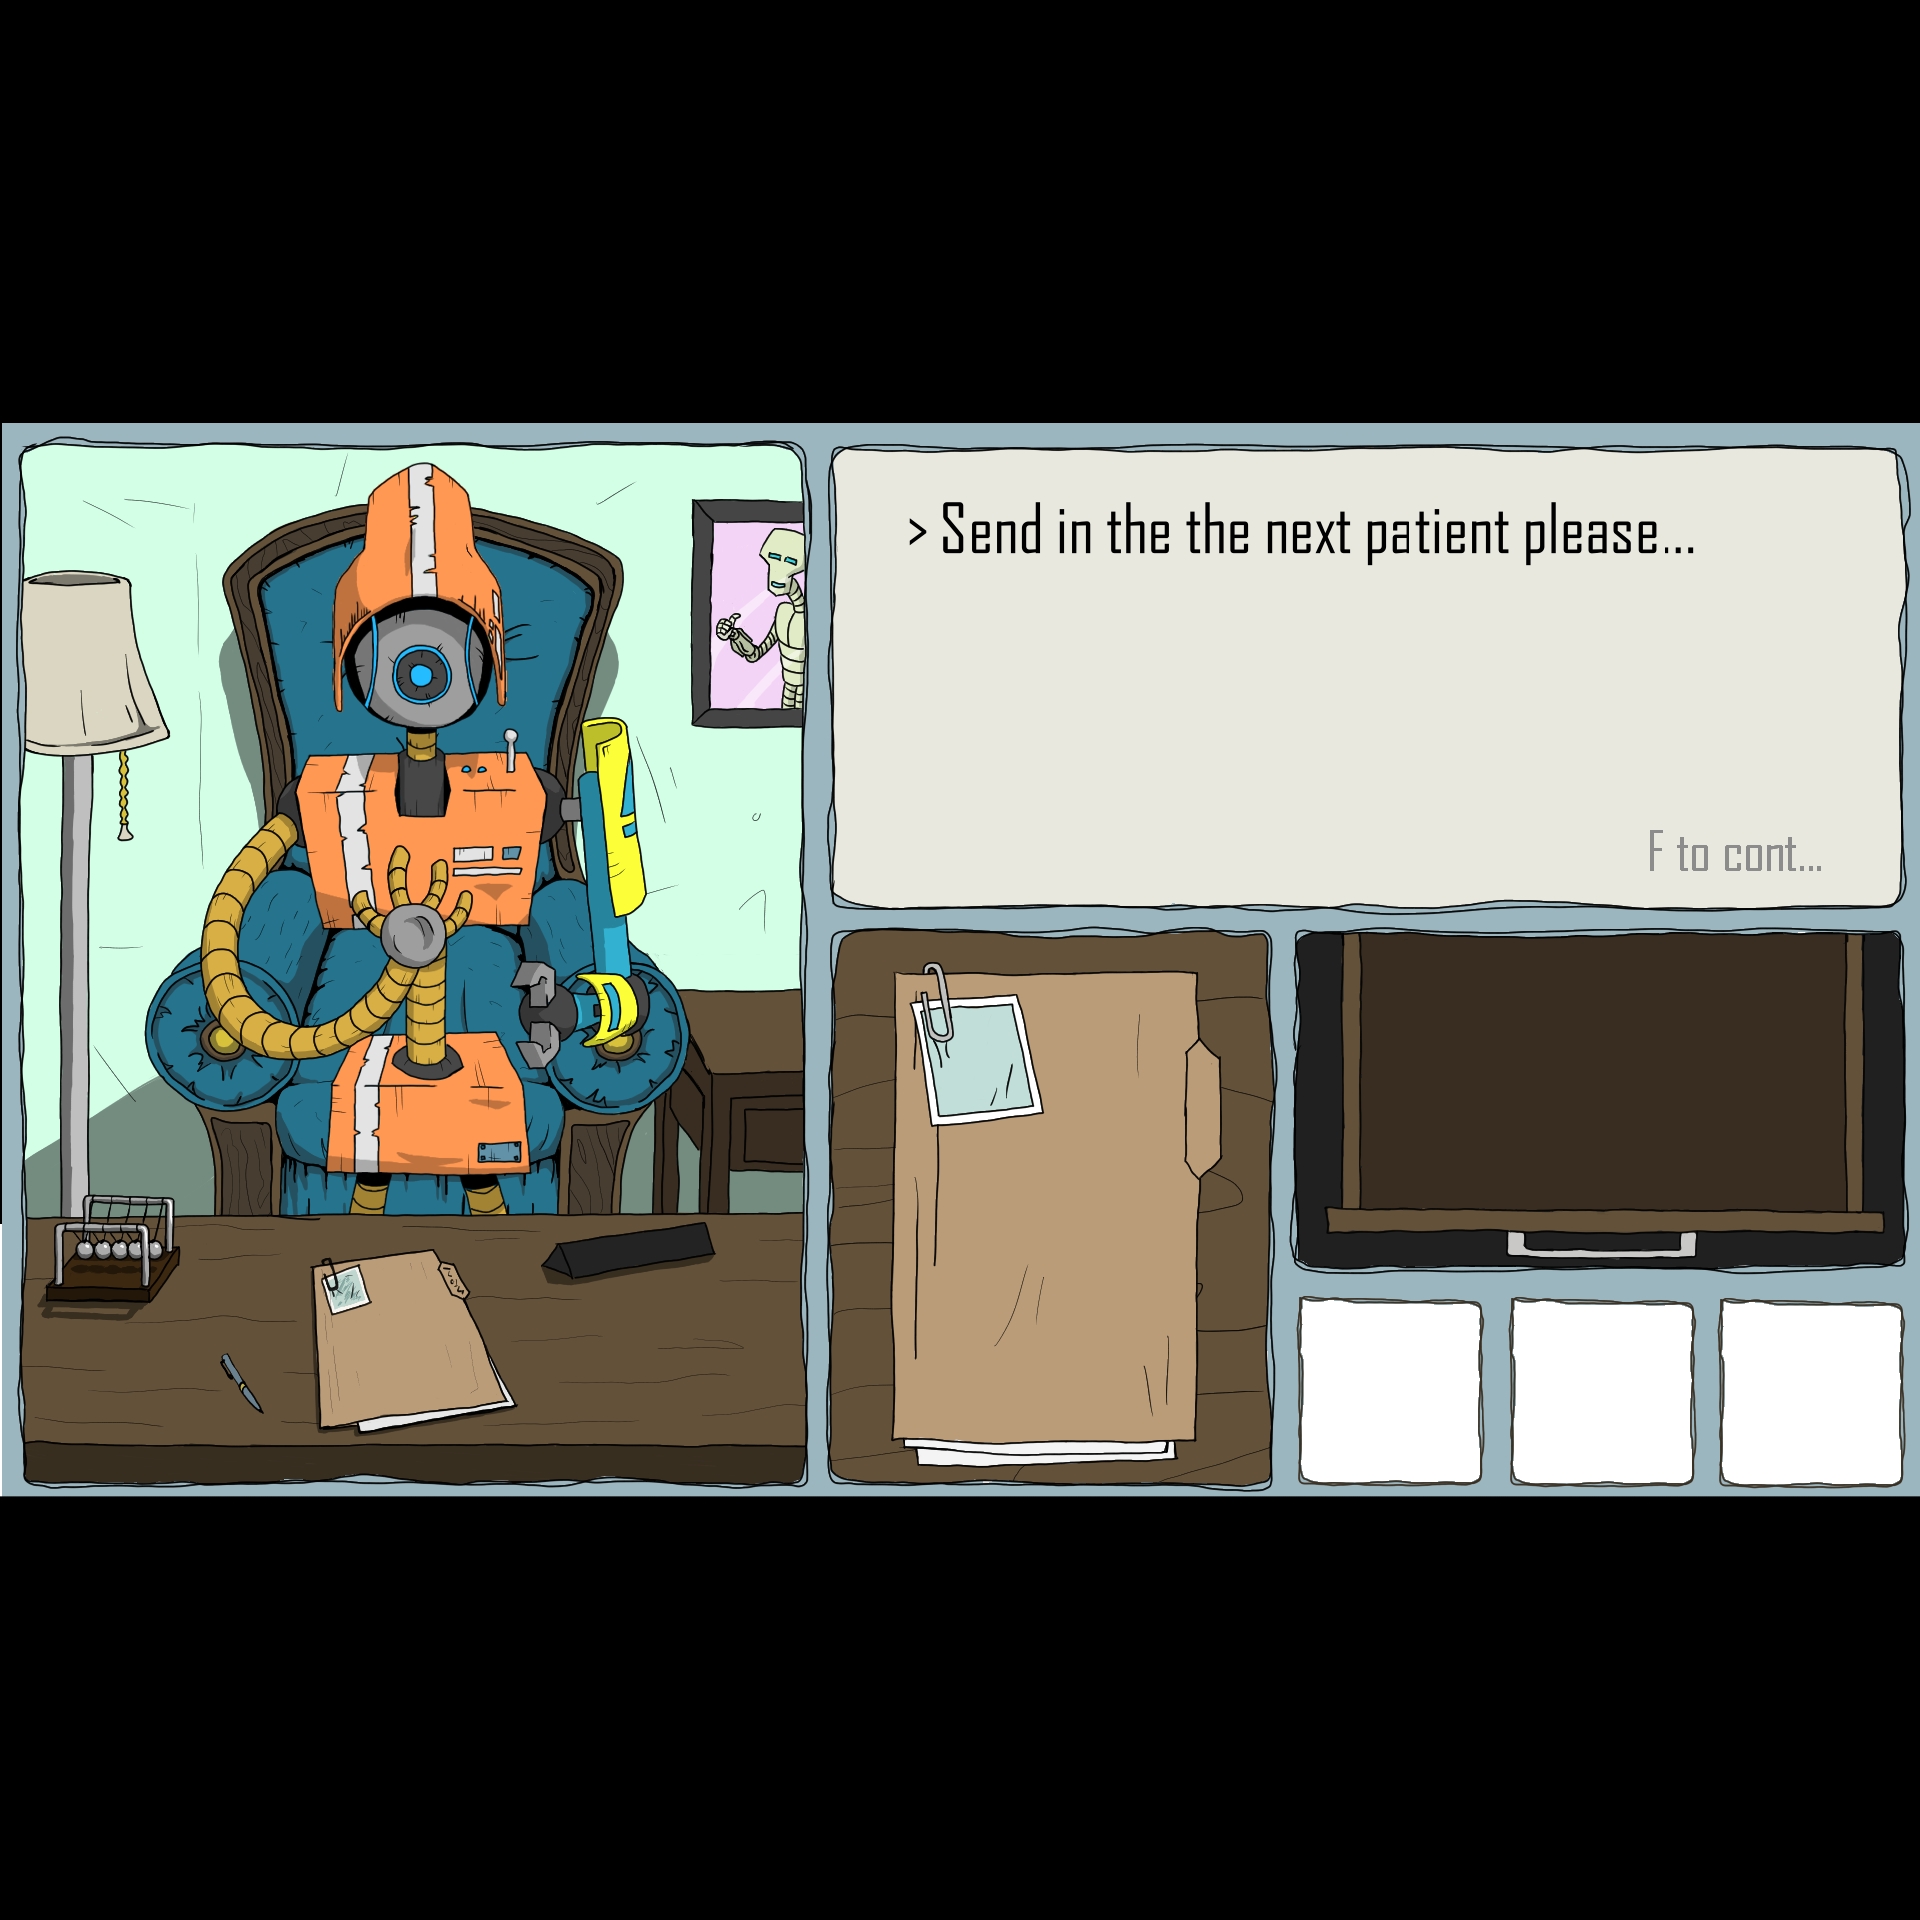 > Send in the the next patient please...
F to cont...